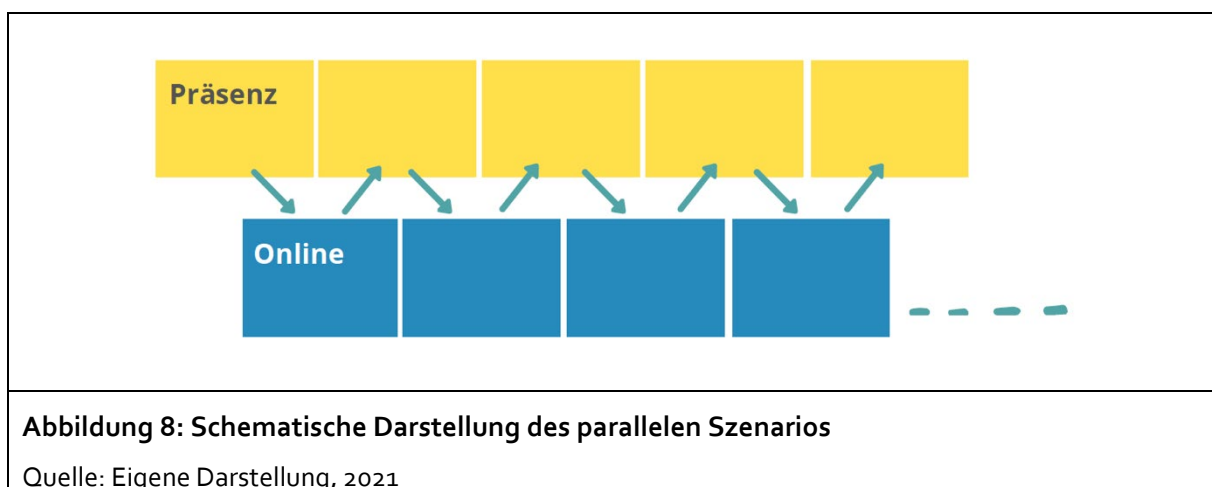 Präsenz
Online
Abbildung 8: Schematische Darstellung des parallelen Szenarios
Quelle: Eigene Darstellung, 2021